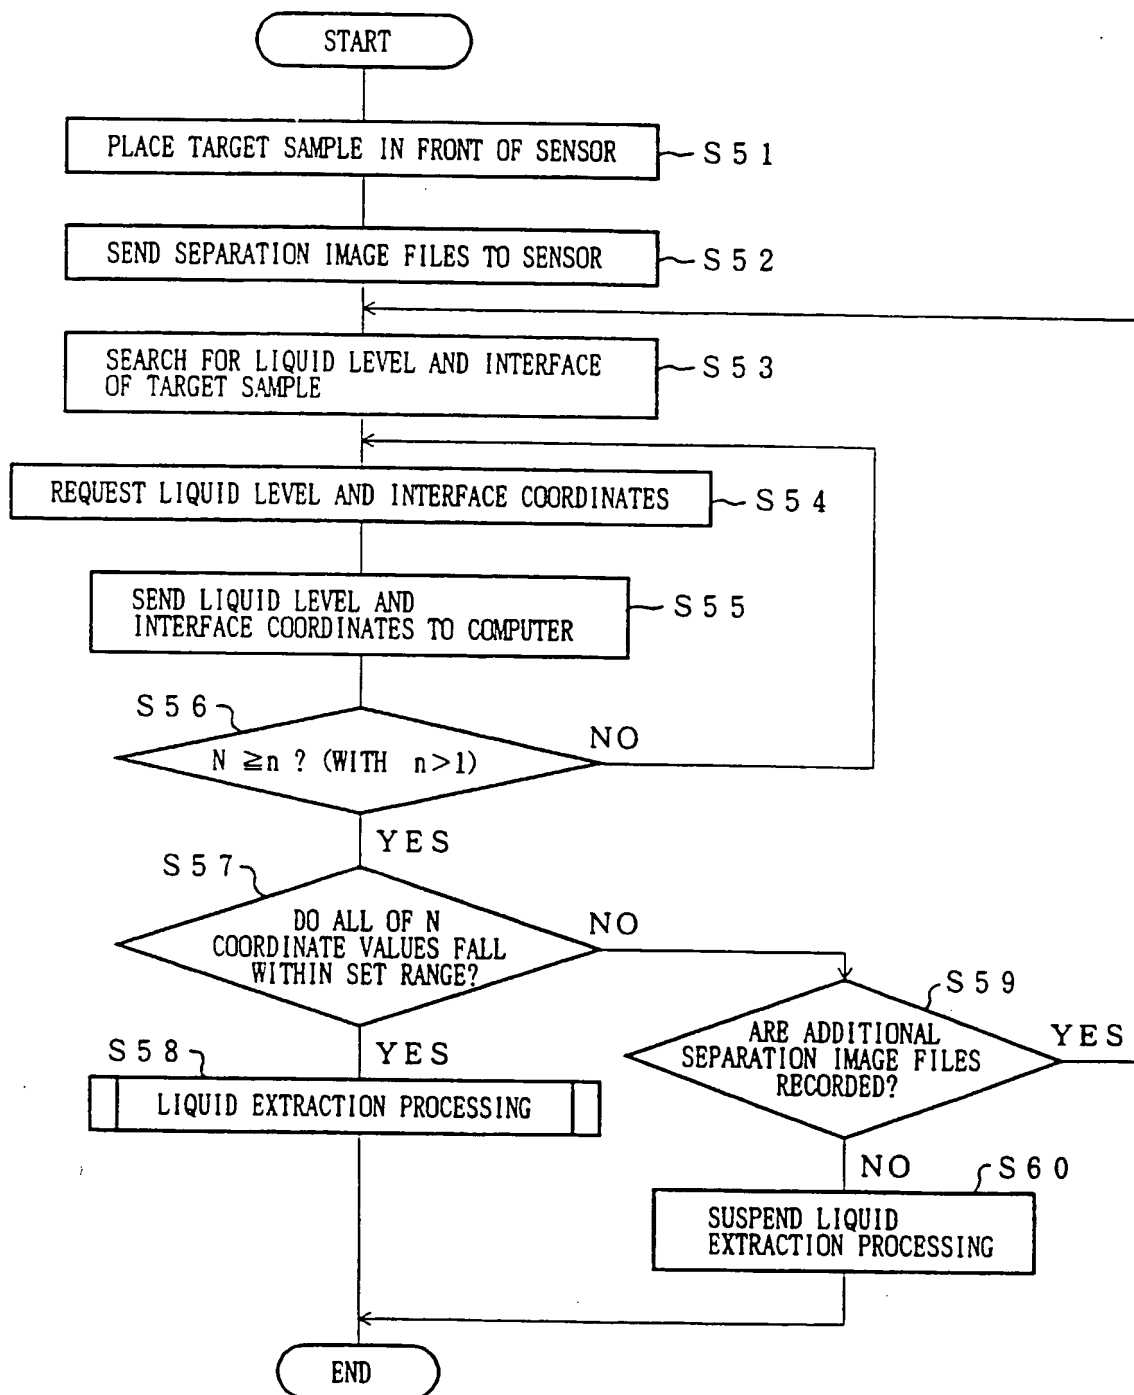 START
PLACE TARGET SAMPLE IN FRONT OF SENSOR
S51
SEND SEPARATION IMAGE FILES TO SENSOR
S52
SEARCH FOR LIQUID LEVEL AND INTERFACE
OF TARGET SAMPLE
S53
REQUEST LIQUID LEVEL AND INTERFACE COORDINATES
S54
SEND LIQUID LEVEL AND
INTERFACE COORDINATES TO COMPUTER
S55
S56
N ≧n ? (WITH n>1)
NO
YES
S57
DO ALL OF N
COORDINATE VALUES FALL
WITHIN SET RANGE?
NO
YES
S59
ARE ADDITIONAL
SEPARATION IMAGE FILES
RECORDED?
YES
NO
S58
LIQUID EXTRACTION PROCESSING
S60
SUSPEND LIQUID
EXTRACTION PROCESSING
END